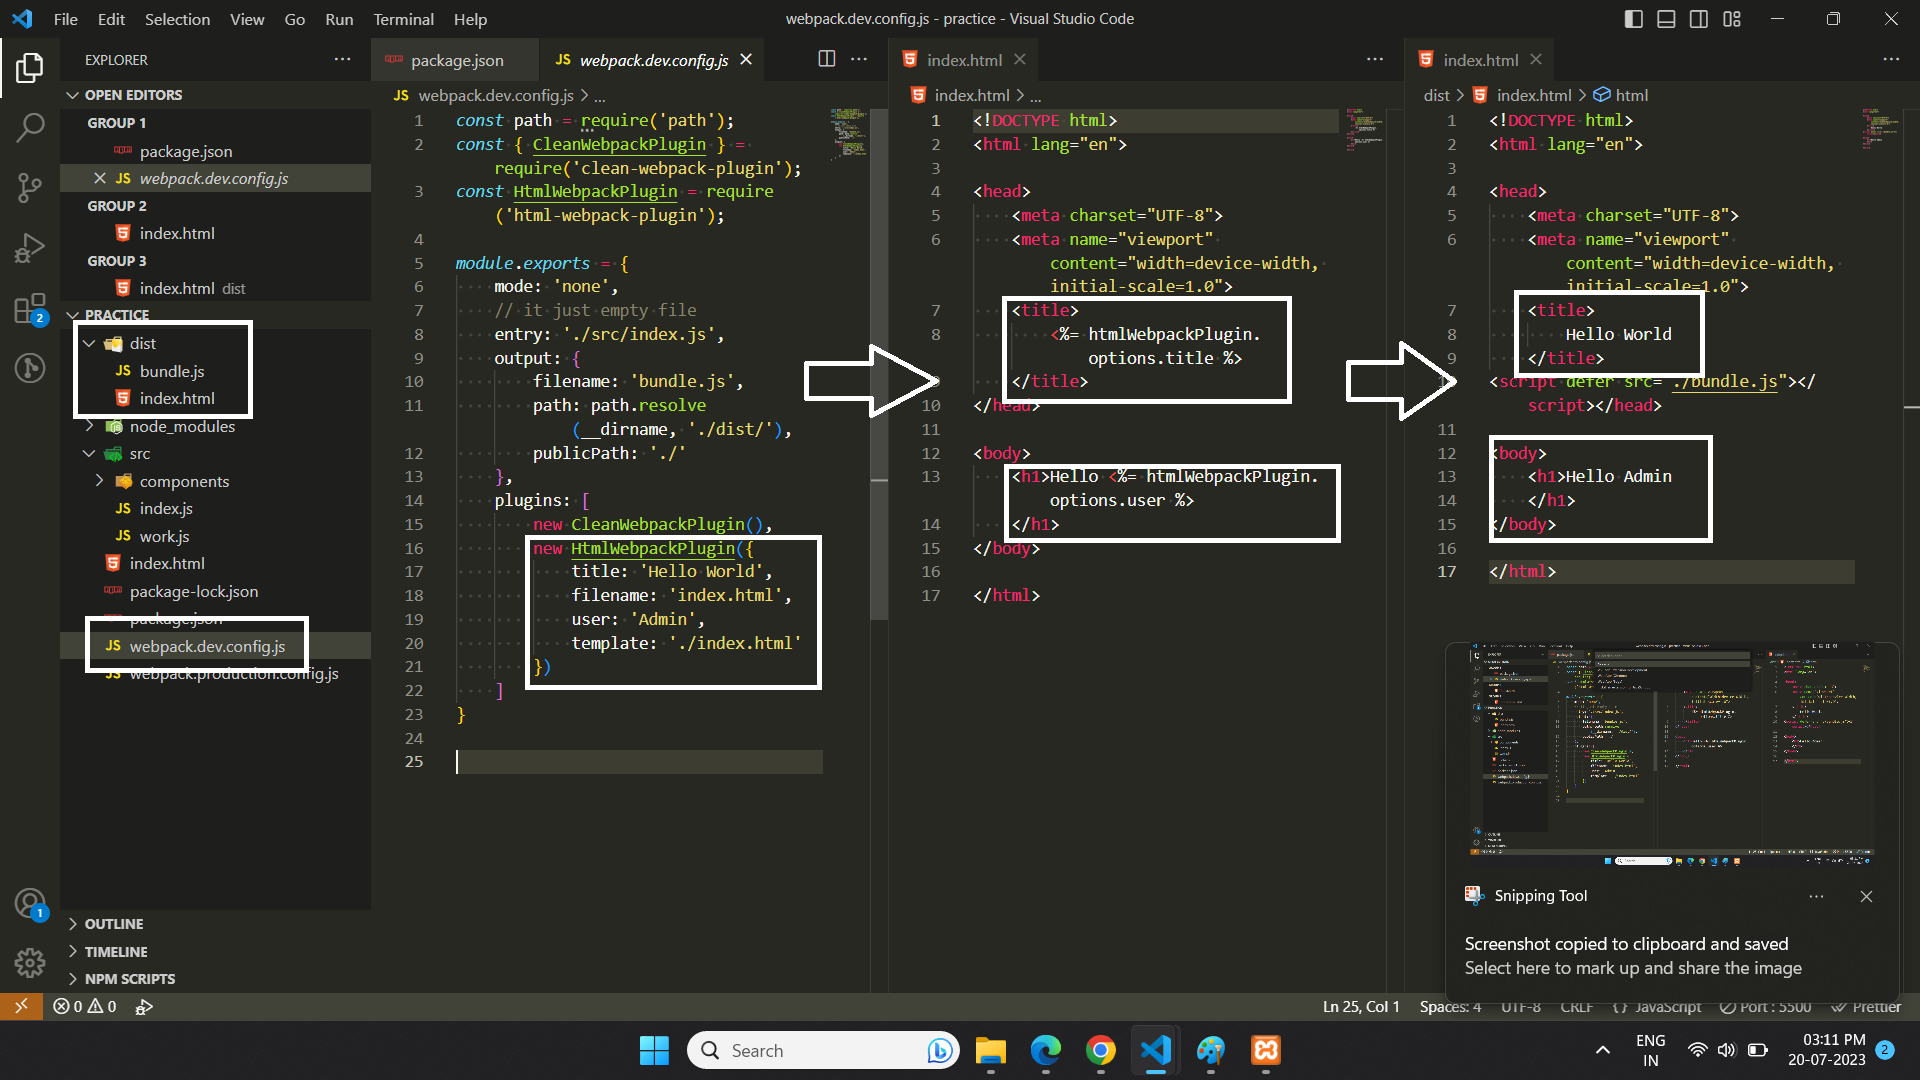 File Edit Selection View Go Run Terminal Help
webpack.dev.config.js - practice - Visual Studio Code
EXPLORER
OPEN EDITORS
GROUP 1
package.json
JS webpack.dev.config.js
GROUP 2
index.html
GROUP 3
index.html dist
PRACTICE
dist
JS bundle.js
index.html
node_modules
src
components
JS index.js
JS work.js
index.html
package-lock.json
package.json
JS webpack.dev.config.js
JS webpack.production.config.js
OUTLINE
TIMELINE
NPM SCRIPTS
package.json
JS webpack.dev.config.js
JS webpack.dev.config.js > ...
1 const path = require('path');
2 const { CleanWebpackPlugin } =
require('clean-webpack-plugin');
3 const HtmlWebpackPlugin = require
('html-webpack-plugin');
4
5 module.exports = {
6 mode: 'none',
7 // it just empty file
8 entry: './src/index.js',
9 output: {
10 filename: 'bundle.js',
11 path: path.resolve
(__dirname, './dist/'),
12 publicPath: './'
13 },
14 plugins: [
15 new CleanWebpackPlugin(),
16 new HtmlWebpackPlugin({
17 title: 'Hello World',
18 filename: 'index.html',
19 user: 'Admin',
20 template: './index.html'
21 })
22 ]
23 }
24
25
index.html
index.html > ...
1 <!DOCTYPE html>
2 <html lang="en">
3
4 <head>
5 <meta charset="UTF-8">
6 <meta name="viewport"
content="width=device-width,
initial-scale=1.0">
7 <title>
8 <%= htmlWebpackPlugin.
options.title %>
</title>
10 </head>
11
12 <body>
13 <h1>Hello <%= htmlWebpackPlugin.
options.user %>
14 </h1>
15 </body>
16
17 </html>
index.html
dist > index.html > html
1 <!DOCTYPE html>
2 <html lang="en">
3
4 <head>
5 <meta charset="UTF-8">
6 <meta name="viewport"
content="width=device-width,
initial-scale=1.0">
7 <title>
8 Hello World
9 </title>
<script defer src="./bundle.js"></
script></head>
11
12 <body>
13 <h1>Hello Admin
14 </h1>
15 </body>
16
17 </html>
Snipping Tool
Screenshot copied to clipboard and saved
Select here to mark up and share the image
2
1
0 0
Ln 25, Col 1 Spaces: 4 UTF-8 CRLF {} JavaScript Port : 5500 Prettier
Search
ENG
IN
03:11 PM
20-07-2023
2